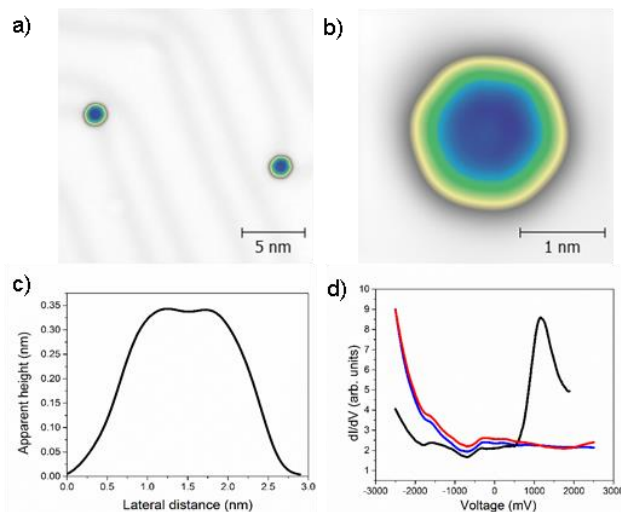 a)
5 nm
b)
1 nm
c)
Apparent height (nm)
0.35
0.30
0.25
0.20
0.15
0.10
0.05
0.00
0.0 0.5 1.0 1.5 2.0 2.5 3.0
Lateral distance (nm)
d)
dI/dV (arb. units)
10
9
8
7
6
5
4
3
2
1
-3000 -2000 -1000 0 1000 2000 3000
Voltage (mV)